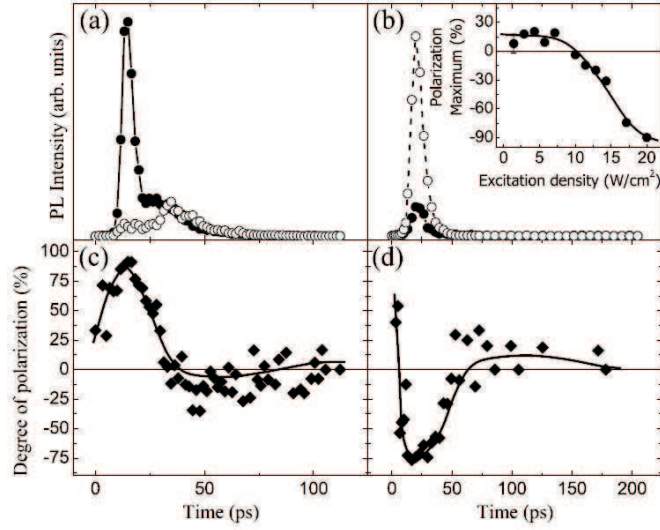 (a)
(b)
PL Intensity (arb. units)
Polarization
Maximum (%)
30
0
-30
-60
-90
0 5 10 15 20
Excitation density (W/cm²)
(c)
(d)
Degree of polarization (%)
100
75
50
25
0
-25
-50
-75
0 50 100
0 50 100 150 200
Time (ps)
Time (ps)